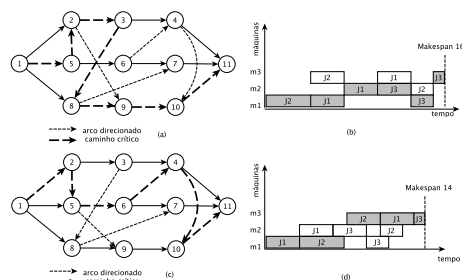 2
3
4
1
5
6
7
11
8
9
10
arco direcionado
caminho crítico
(a)
máquinas
Makespan 16
m3
J2
J1
J3
m2
J1
J3
J2
m1
J2
J1
J3
tempo
(b)
2
3
4
1
5
6
7
11
8
9
10
arco direcionado
(c)
máquinas
Makespan 14
m3
J2
J1
J3
m2
J1
J3
J2
m1
J1
J2
J3
tempo
(d)